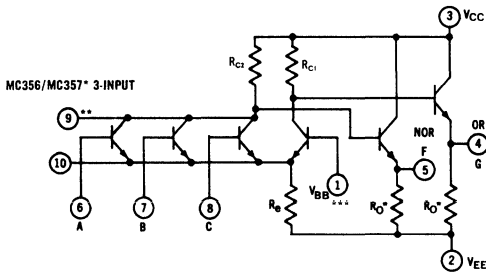 3 VCC
RC2 RC1
MC356/MC357* 3-INPUT
9 **
NOR OR
4
F G
5
10
1
VBB ***
6 7 8
A B C
Re RO* RO*
2 VEE